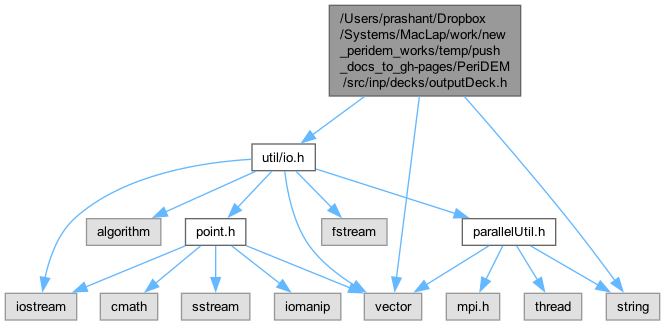 /Users/prashant/Dropbox
/Systems/MacLap/work/new
_peridem_works/temp/push
_docs_to_gh-pages/PeriDEM
/src/inp/decks/outputDeck.h
util/io.h
algorithm
point.h
fstream
parallelUtil.h
iostream
cmath
sstream
iomanip
vector
mpi.h
thread
string